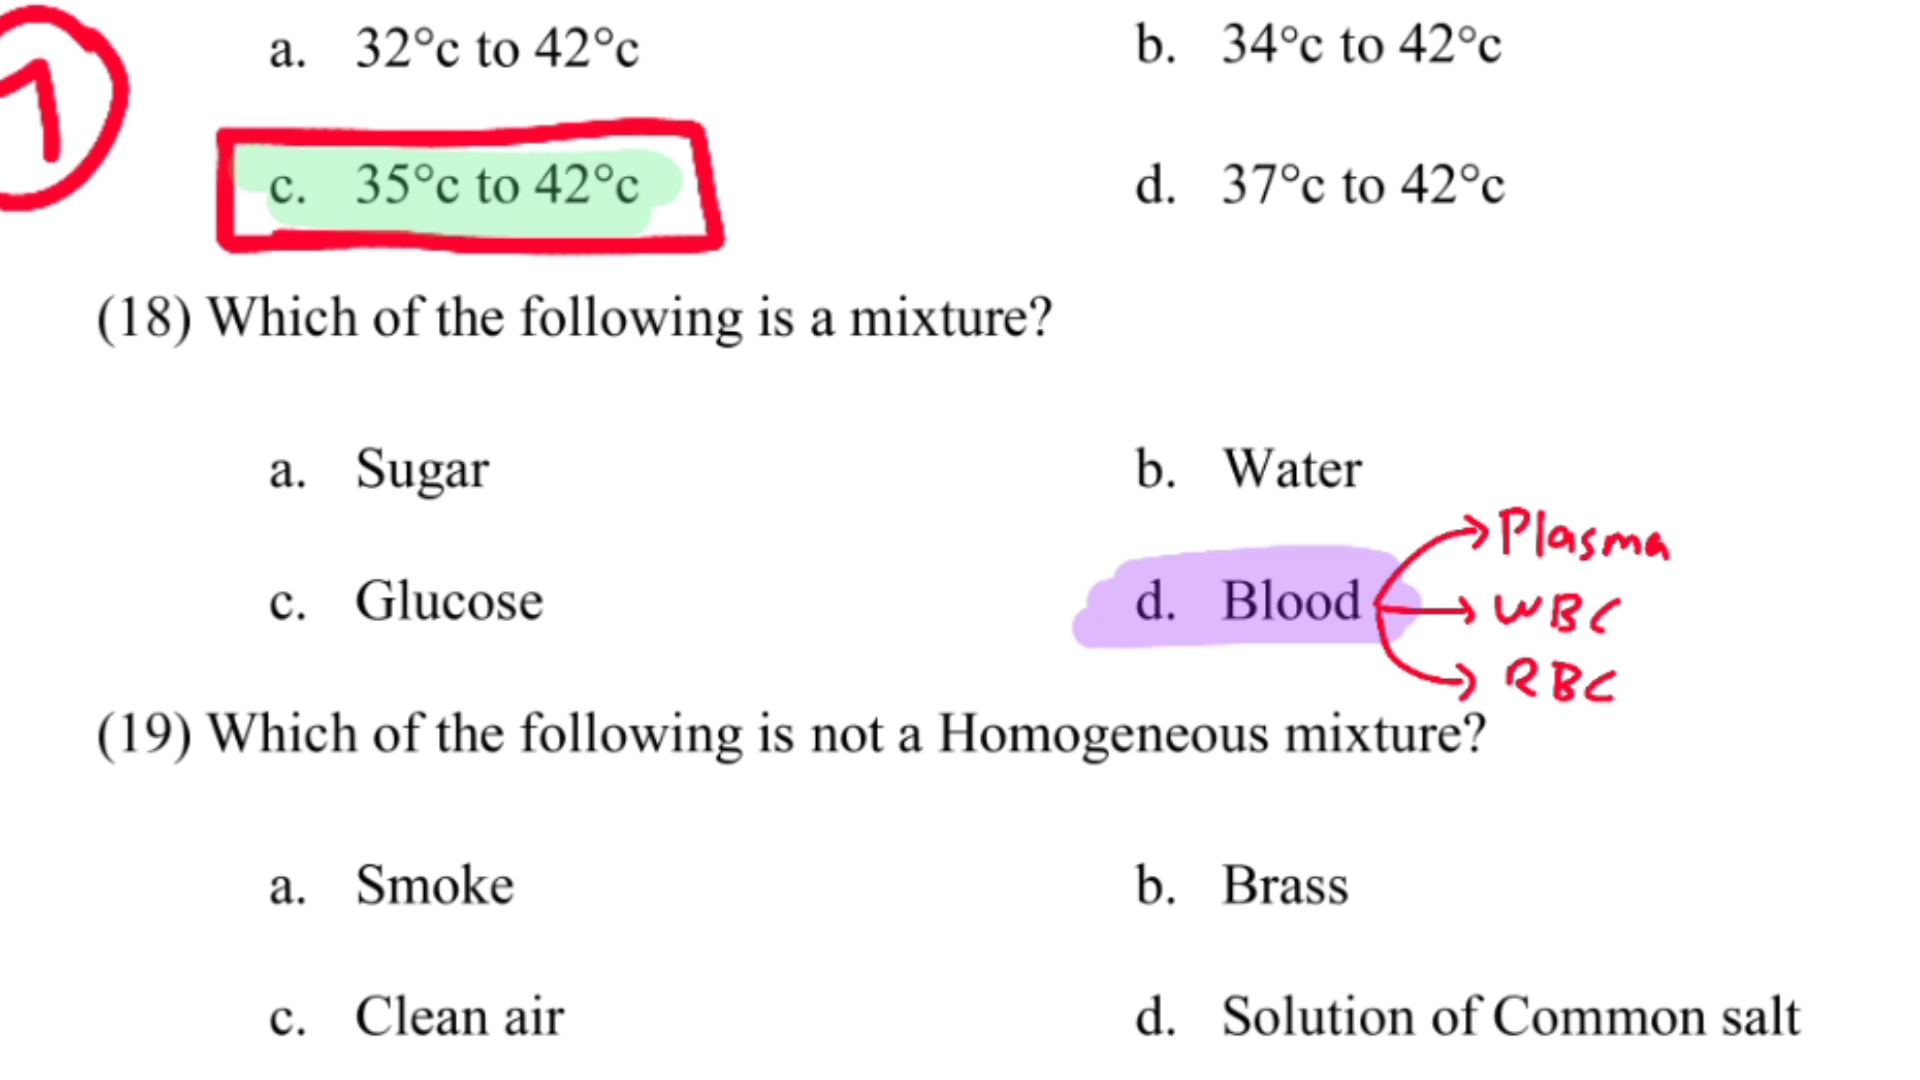 a. 32°c to 42°c b. 34°c to 42°c
1
c. 35°c to 42°c d. 37°c to 42°c
(18) Which of the following is a mixture?
a. Sugar b. Water
Plasma
c. Glucose d. Blood WBC
RBC
(19) Which of the following is not a Homogeneous mixture?
a. Smoke b. Brass
c. Clean air d. Solution of Common salt